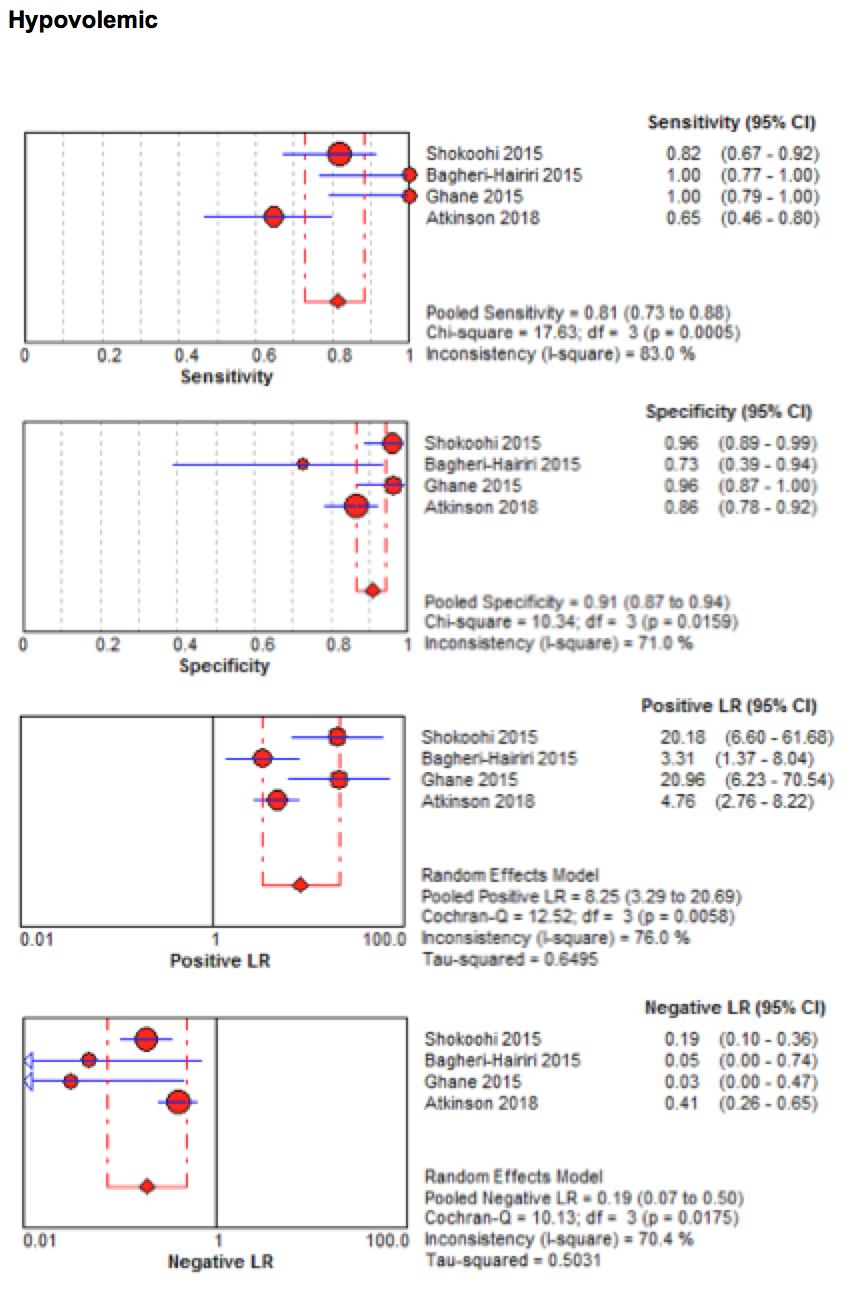 Hypovolemic
Sensitivity (95% CI)
Shokoohi 2015 0.82 (0.67 - 0.92)
Bagheri-Hairiri 2015 1.00 (0.77 - 1.00)
Ghane 2015 1.00 (0.79 - 1.00)
Atkinson 2018 0.65 (0.46 - 0.80)
Pooled Sensitivity = 0.81 (0.73 to 0.88)
Chi-square = 17.63; df = 3 (p = 0.0005)
0 0.2 0.4 0.6 0.8 1 Inconsistency (I-square) = 83.0 %
Sensitivity
Specificity (95% CI)
Shokoohi 2015 0.96 (0.89 - 0.99)
Bagheri-Hairiri 2015 0.73 (0.39 - 0.94)
Ghane 2015 0.96 (0.87 - 1.00)
Atkinson 2018 0.86 (0.78 - 0.92)
Pooled Specificity = 0.91 (0.87 to 0.94)
Chi-square = 10.34; df = 3 (p = 0.0159)
0 0.2 0.4 0.6 0.8 1 Inconsistency (I-square) = 71.0 %
Specificity
Positive LR (95% CI)
Shokoohi 2015 20.18 (6.60 - 61.68)
Bagheri-Hairiri 2015 3.31 (1.37 - 8.04)
Ghane 2015 20.96 (6.23 - 70.54)
Atkinson 2018 4.76 (2.76 - 8.22)
Random Effects Model
Pooled Positive LR = 8.25 (3.29 to 20.69)
Cochran-Q = 12.52; df = 3 (p = 0.0058)
0.01 1 100.0 Inconsistency (I-square) = 76.0 %
Positive LR Tau-squared = 0.6495
Negative LR (95% CI)
Shokoohi 2015 0.19 (0.10 - 0.36)
Bagheri-Hairiri 2015 0.05 (0.00 - 0.74)
Ghane 2015 0.03 (0.00 - 0.47)
Atkinson 2018 0.41 (0.26 - 0.65)
Random Effects Model
Pooled Negative LR = 0.19 (0.07 to 0.50)
Cochran-Q = 10.13; df = 3 (p = 0.0175)
0.01 1 100.0 Inconsistency (I-square) = 70.4 %
Negative LR Tau-squared = 0.5031